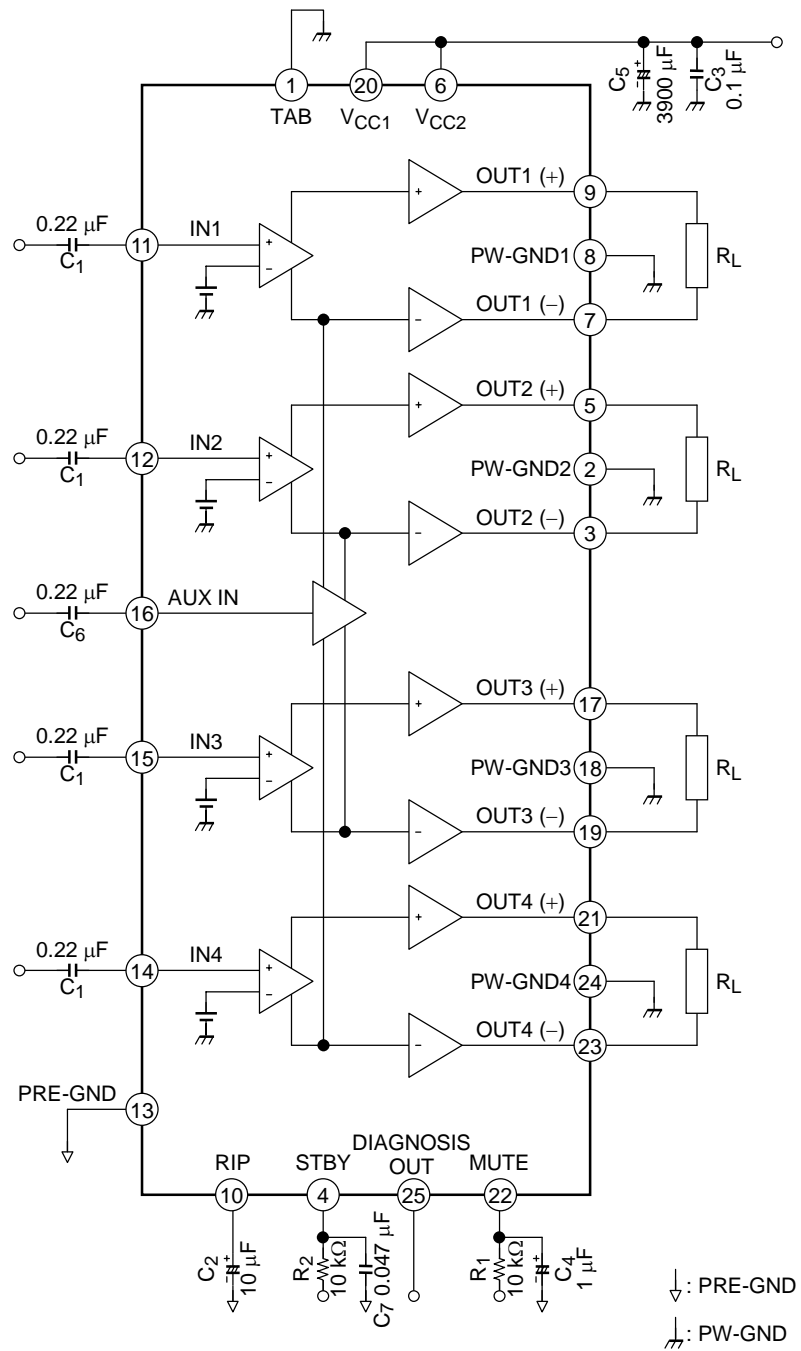 1
TAB
20
VCC1
6
VCC2
C5
3900 μF
C3
0.1 μF
0.22 μF
C1
11
IN1
+
−
+
OUT1 (+)
9
PW-GND1
8
RL
−
OUT1 (−)
7
0.22 μF
C1
12
IN2
+
−
+
OUT2 (+)
5
PW-GND2
2
RL
−
OUT2 (−)
3
0.22 μF
C6
16
AUX IN
0.22 μF
C1
15
IN3
+
−
+
OUT3 (+)
17
PW-GND3
18
RL
−
OUT3 (−)
19
0.22 μF
C1
14
IN4
+
−
+
OUT4 (+)
21
PW-GND4
24
RL
−
OUT4 (−)
23
PRE-GND
13
RIP
10
STBY
4
DIAGNOSIS
OUT
25
MUTE
22
C2
10 μF
R2
10 kΩ
C7 0.047 μF
R1
10 kΩ
C4
1 μF
: PRE-GND
: PW-GND